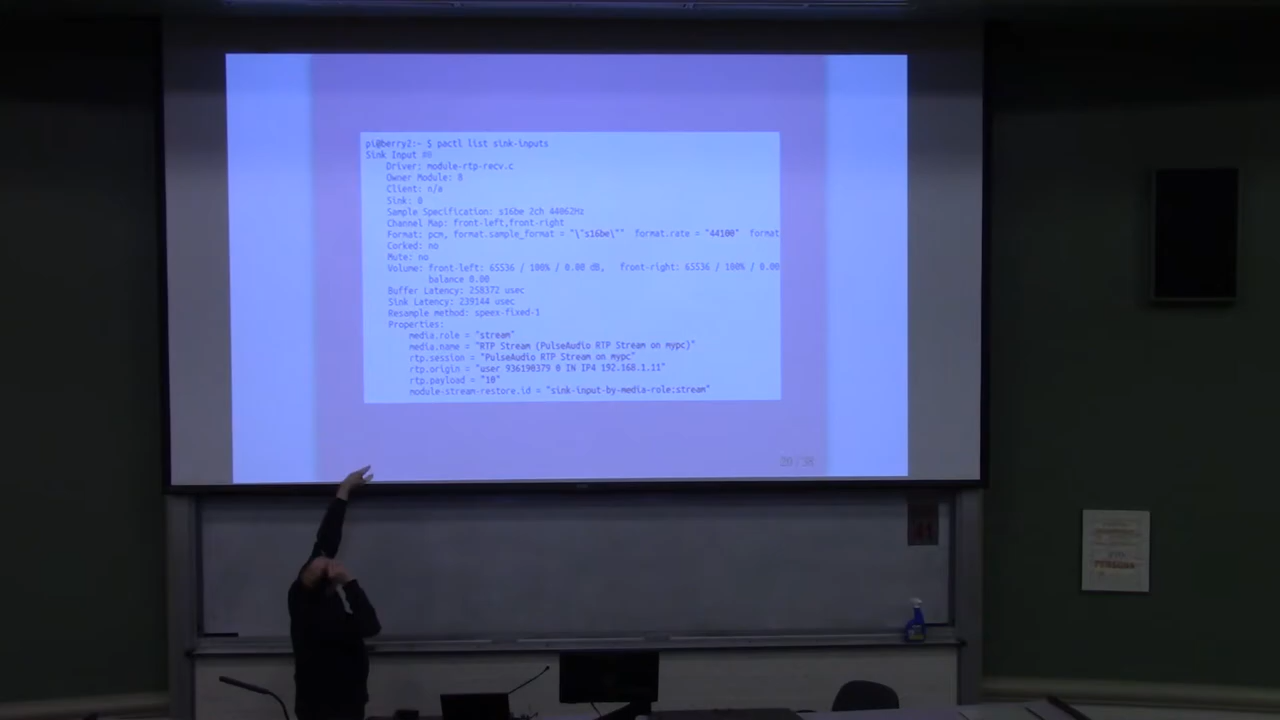 pi@berry2:~ $ pactl list sink-inputs
Sink Input #0
Driver: module-rtp-recv.c
Owner Module: 8
Client: n/a
Sink: 0
Sample Specification: s16be 2ch 44062Hz
Channel Map: front-left,front-right
Format: pcm, format.sample_format = "\"s16be\"" format.rate = "44100" format
Corked: no
Mute: no
Volume: front-left: 65536 / 100% / 0.00 dB, front-right: 65536 / 100% / 0.00
balance 0.00
Buffer Latency: 258372 usec
Sink Latency: 239144 usec
Resample method: speex-fixed-1
Properties:
media.role = "stream"
media.name = "RTP Stream (PulseAudio RTP Stream on mypc)"
rtp.session = "PulseAudio RTP Stream on mypc"
rtp.origin = "user 936190379 0 IN IP4 192.168.1.11"
rtp.payload = "10"
module-stream-restore.id = "sink-input-by-media-role:stream"
20 / 38